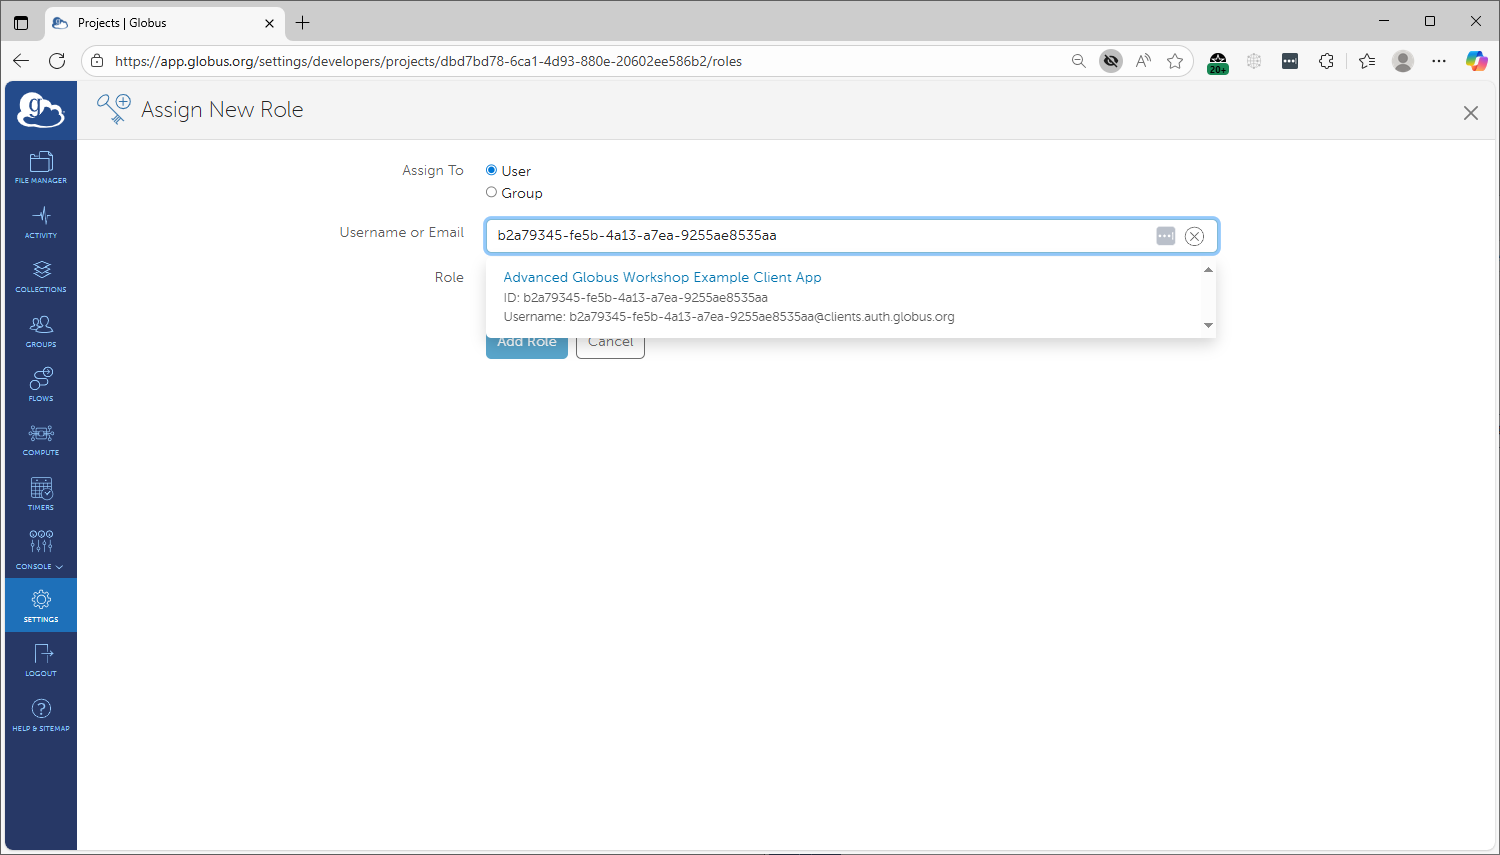 Projects | Globus
https://app.globus.org/settings/developers/projects/dbd7bd78-6ca1-4d93-880e-20602ee586b2/roles
20+
g
Assign New Role
FILE MANAGER
ACTIVITY
COLLECTIONS
GROUPS
FLOWS
COMPUTE
TIMERS
CONSOLE
SETTINGS
LOGOUT
HELP & SITEMAP
Assign To
User
Group
Username or Email
b2a79345-fe5b-4a13-a7ea-9255ae8535aa
Role
Advanced Globus Workshop Example Client App
ID: b2a79345-fe5b-4a13-a7ea-9255ae8535aa
Username: b2a79345-fe5b-4a13-a7ea-9255ae8535aa@clients.auth.globus.org
Add Role
Cancel